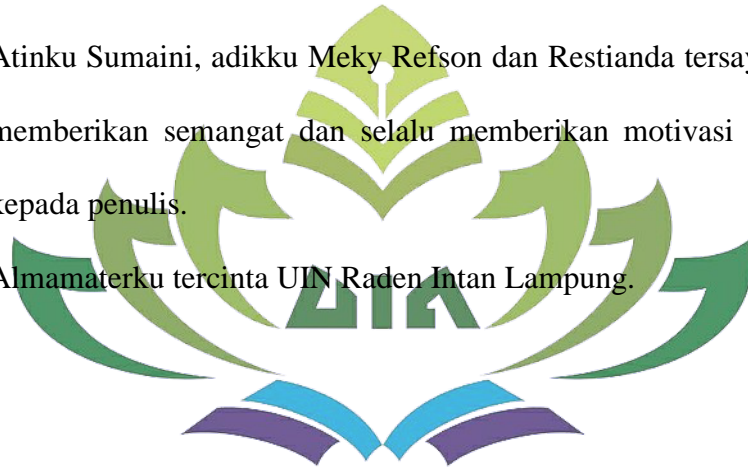 Atinku Sumaini, adikku Meky Refson dan Restianda
memberikan semangat dan selalu memberikan motivasi
kepada penulis.
Almamaterku tercinta UIN Raden Intan Lampung.
UIN